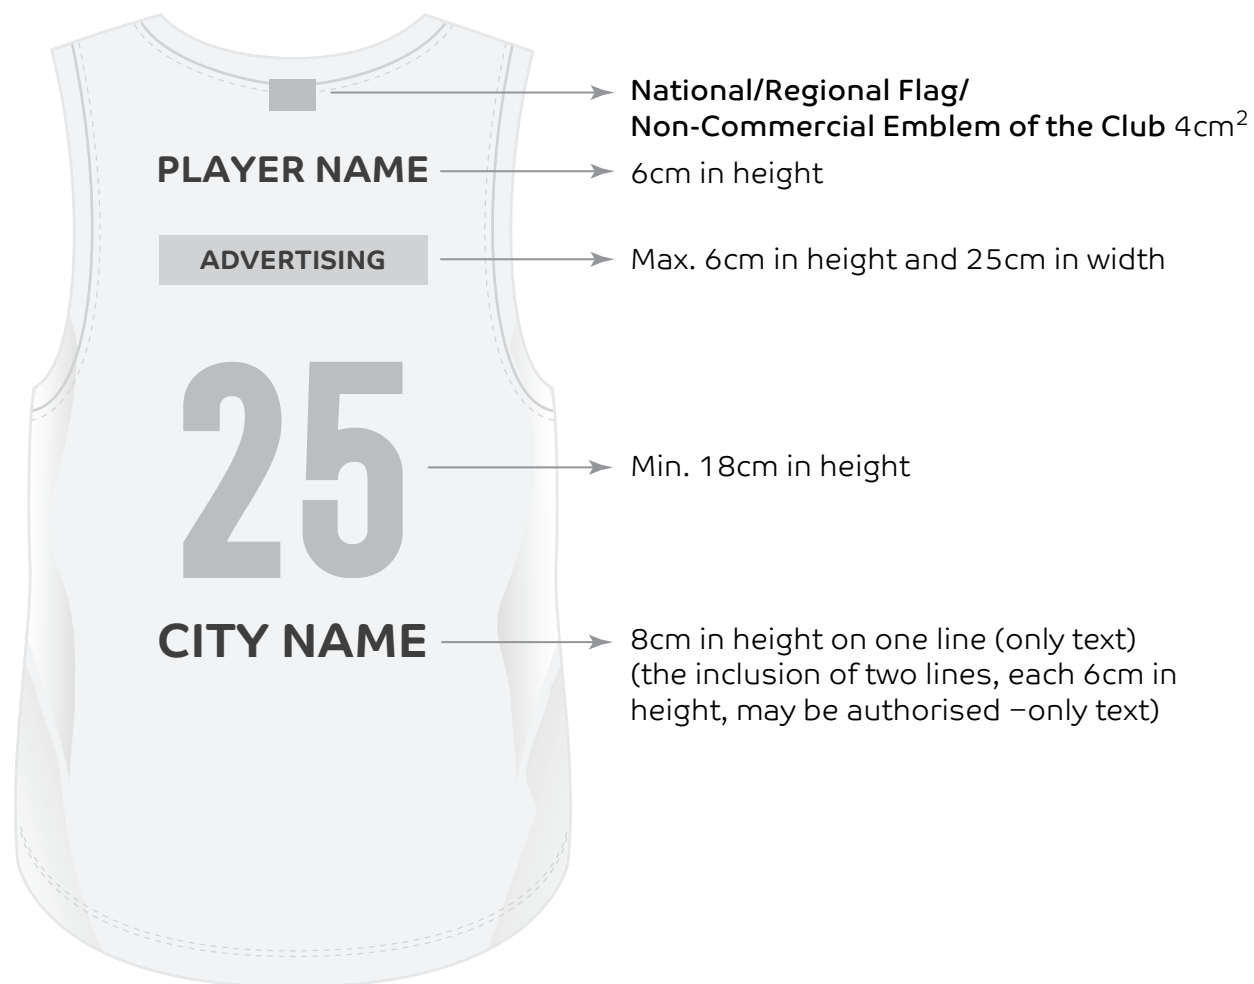 National/Regional Flag/
Non-Commercial Emblem of the Club 4cm²
PLAYER NAME
6cm in height
ADVERTISING
Max. 6cm in height and 25cm in width
25
Min. 18cm in height
CITY NAME
8cm in height on one line (only text)
(the inclusion of two lines, each 6cm in
height, may be authorised –only text)